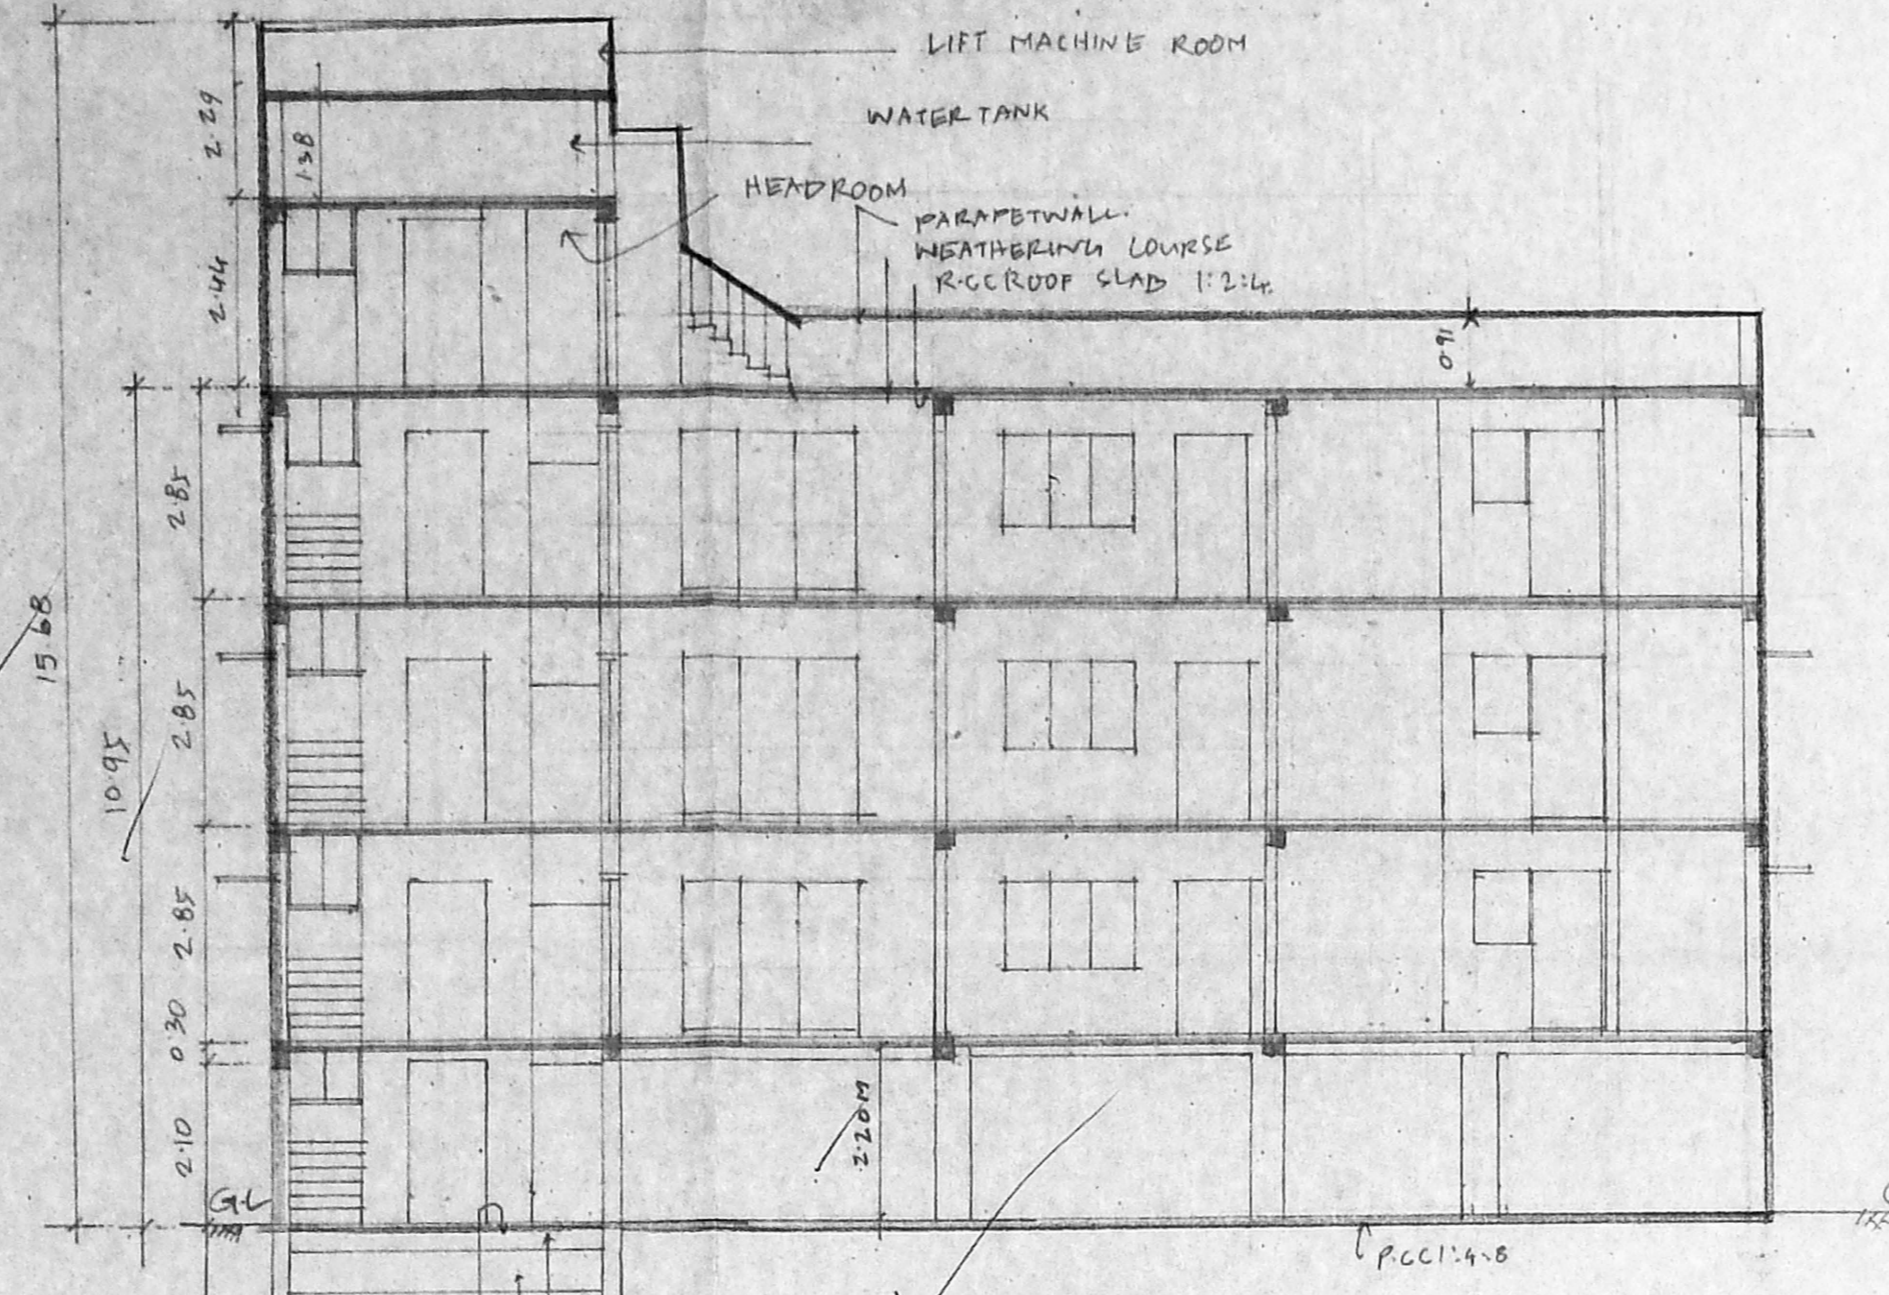 LIFT MACHINE ROOM
WATER TANK
HEADROOM
PARAPETWALL.
WEATHERING COURSE
R.CC ROOF SLAB 1:2:4.
2.29
1.38
2.44
0.91
2.85
15.68
2.85
10.95
2.85
0.30
2.10
2.20M
G.L
P.CC1:4:8